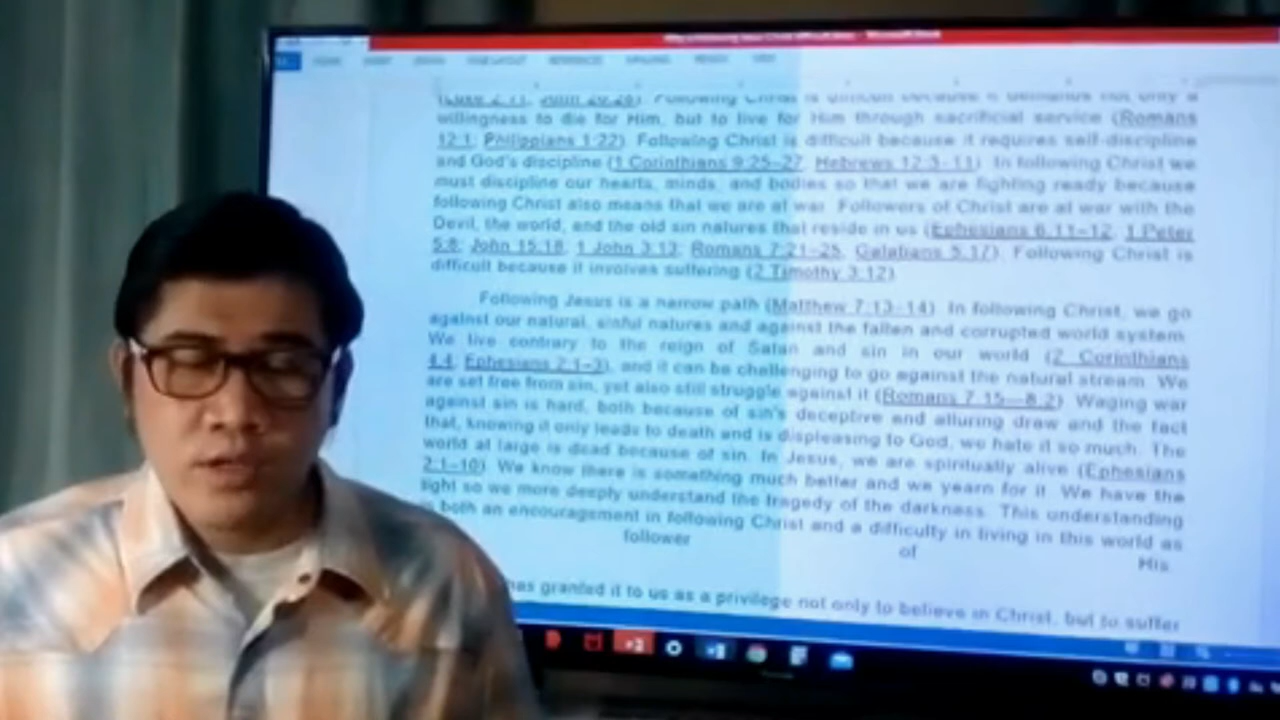 (Luke 2:11; John 20:28). Following Christ is difficult because it demands not only a
willingness to die for Him, but to live for Him through sacrificial service (Romans
12:1; Philippians 1:22). Following Christ is difficult because it requires self-discipline
and God's discipline (1 Corinthians 9:25–27; Hebrews 12:3-11). In following Christ we
must discipline our hearts, minds, and bodies so that we are fighting ready because
following Christ also means that we are at war. Followers of Christ are at war with the
Devil, the world, and the old sin natures that reside in us (Ephesians 6:11–12; 1 Peter
5:8; John 15:18; 1 John 3:13; Romans 7:21–25; Galatians 5:17). Following Christ is
difficult because it involves suffering (2 Timothy 3:12).
Following Jesus is a narrow path (Matthew 7:13–14). In following Christ, we go
against our natural, sinful natures and against the fallen and corrupted world system.
We live contrary to the reign of Satan and sin in our world (2 Corinthians
4:4; Ephesians 2:1–3), and it can be challenging to go against the natural stream. We
are set free from sin, yet also still struggle against it (Romans 7:15—8:2). Waging war
against sin is hard, both because of sin's deceptive and alluring draw and the fact
that, knowing it only leads to death and is displeasing to God, we hate it so much. The
world at large is dead because of sin. In Jesus, we are spiritually alive (Ephesians
2:1–10). We know there is something much better and we yearn for it. We have the
light so we more deeply understand the tragedy of the darkness. This understanding
both an encouragement in following Christ and a difficulty in living in this world as
follower of His
has granted it to us as a privilege not only to believe in Christ, but to suffer